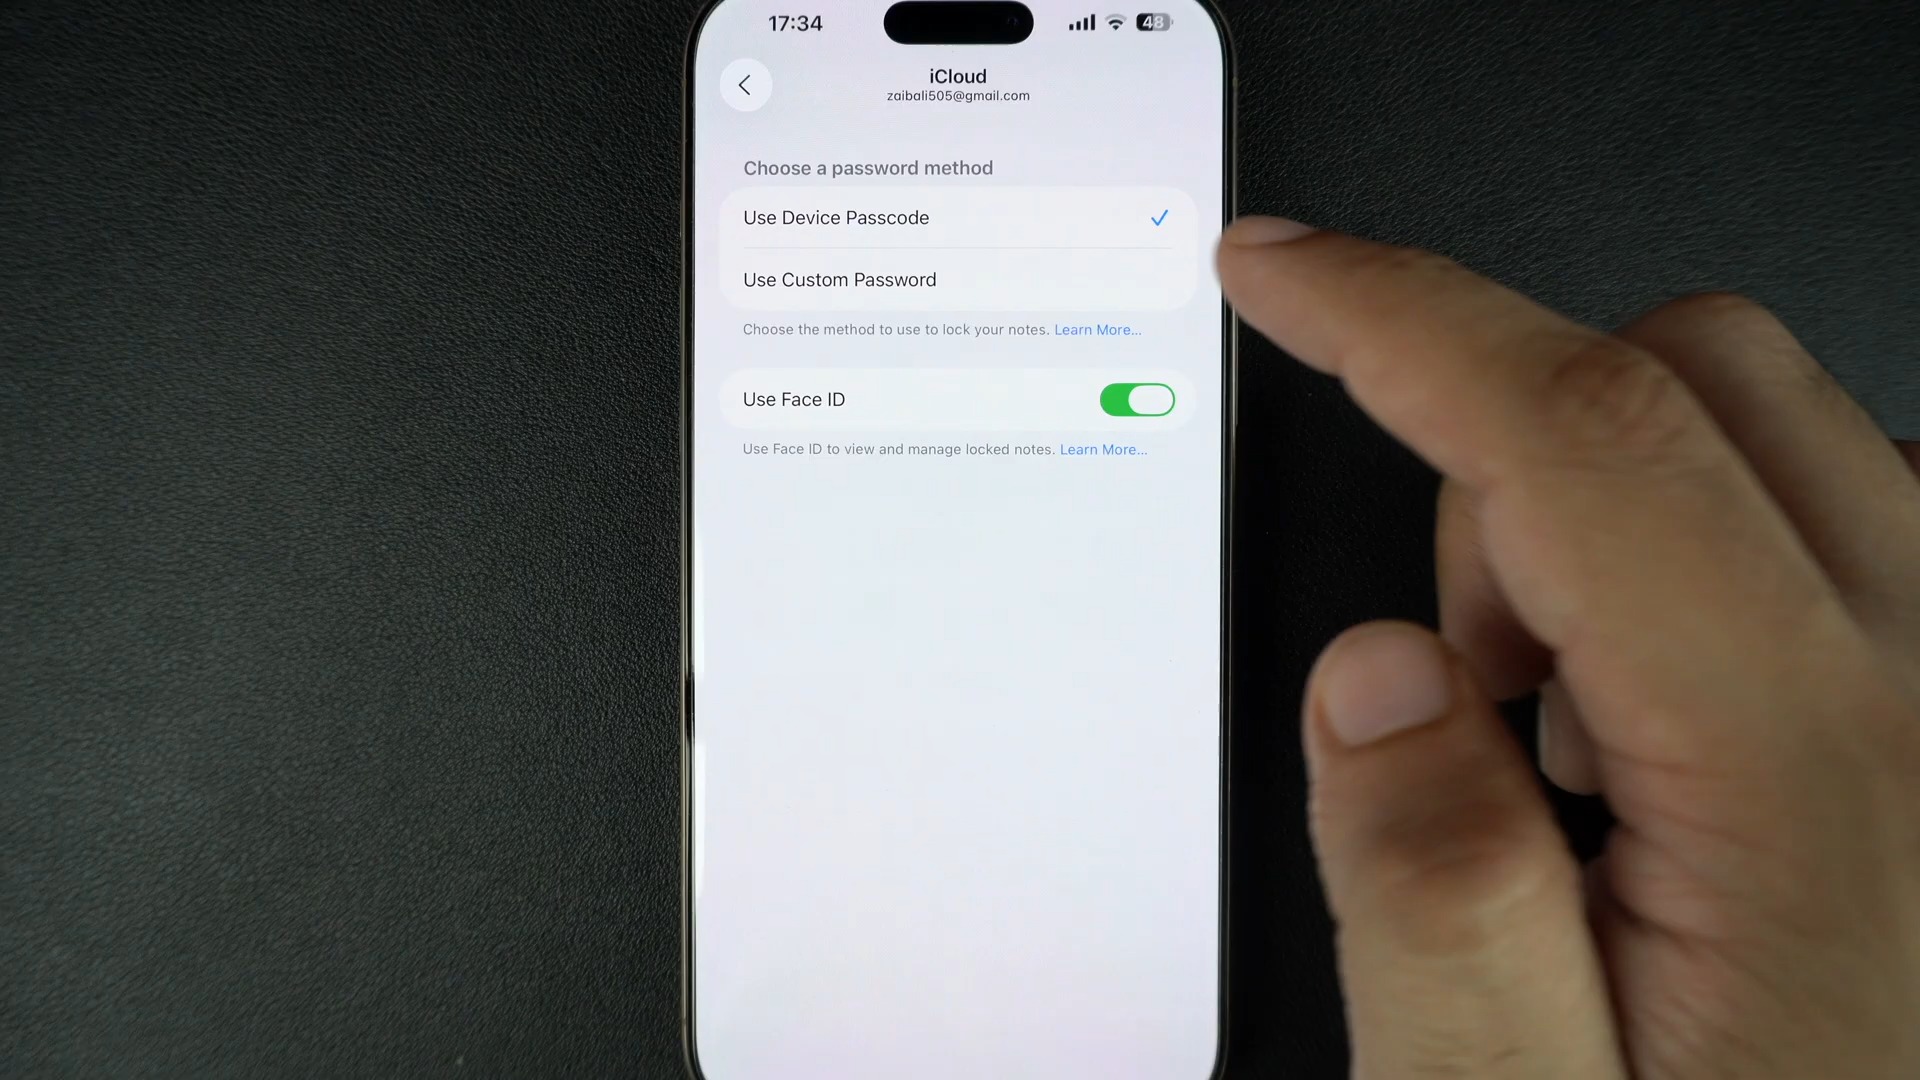 17:34
48
iCloud
zaibali505@gmail.com
Choose a password method
Use Device Passcode
Use Custom Password
Choose the method to use to lock your notes. Learn More...
Use Face ID
Use Face ID to view and manage locked notes. Learn More...